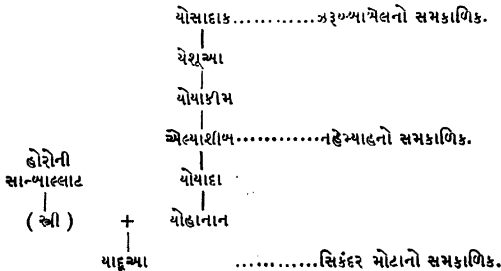 યોસાદાક............ઝરૂબ્બાબેલનો સમકાળિક.
યેશૂઆ
યોયાકીમ
એલ્યાશીબ............નહેમ્યાહનો સમકાળિક.
હોરોની
સાન્બાલ્લાટ
યોયાદા
( સ્ત્રી ) + યોહાનાન
યાદૂઆ ............સિકંદર મોટાનો સમકાળિક.